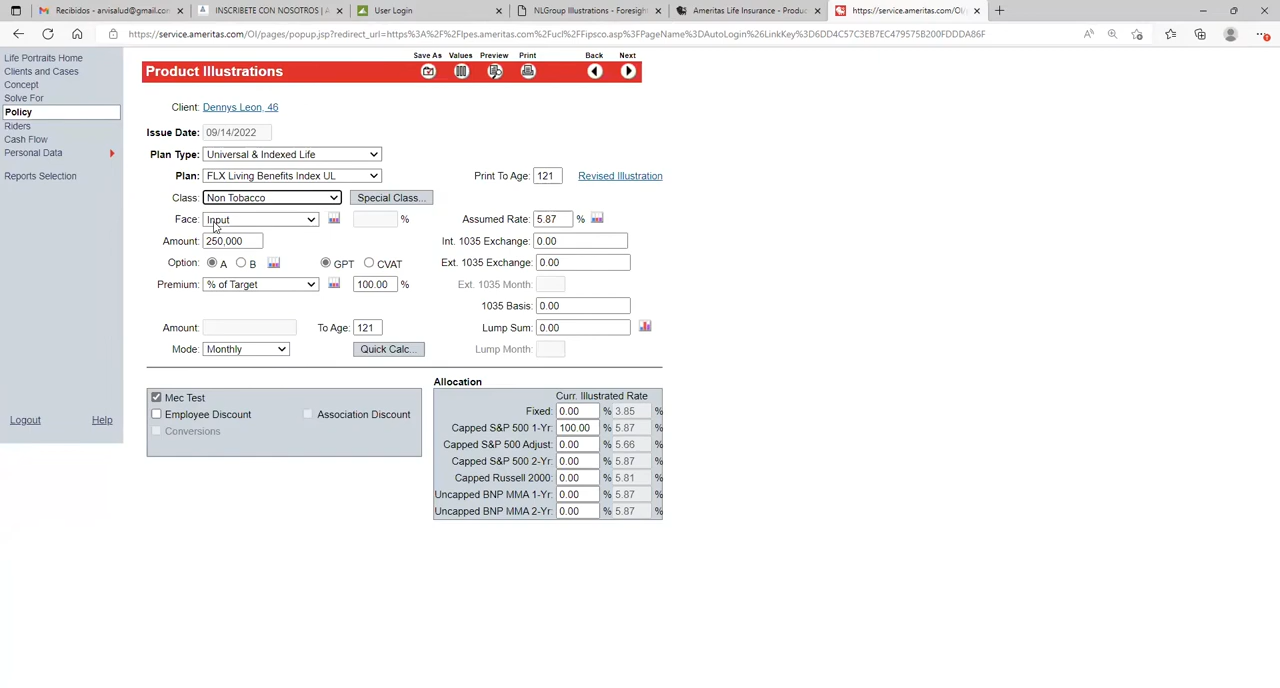 Recibidos - arvisalud@gmail.com
INSCRIBETE CON NOSOTROS | A
User Login
NLGroup Illustrations - Foresight
Ameritas Life Insurance - Produc
https://service.ameritas.com/OI/
https://service.ameritas.com/OI/pages/popup.jsp?redirect_url=https%3A%2F%2Flpes.ameritas.com%2Fucl%2FFipsco.asp%3FPageName%3DAutoLogin%26LinkKey%3D6DD4C57C3EB7EC479575B200FDDDA86F
Life Portraits Home
Clients and Cases
Concept
Solve For
Policy
Riders
Cash Flow
Personal Data
Reports Selection
Logout
Help
Save As Values Preview Print Back Next
Product Illustrations
Client: Dennys Leon, 46
Issue Date: 09/14/2022
Plan Type: Universal & Indexed Life
Plan: FLX Living Benefits Index UL Print To Age: 121 Revised Illustration
Class: Non Tobacco Special Class...
Face: Input % Assumed Rate: 5.87 %
Amount: 250,000 Int. 1035 Exchange: 0.00
Option: A B GPT CVAT Ext. 1035 Exchange: 0.00
Premium: % of Target 100.00 % Ext. 1035 Month:
1035 Basis: 0.00
Amount: To Age: 121 Lump Sum: 0.00
Mode: Monthly Quick Calc... Lump Month:
Mec Test
Employee Discount Association Discount
Conversions
Allocation
Curr. Illustrated Rate
Fixed: 0.00 % 3.85 %
Capped S&P 500 1-Yr: 100.00 % 5.87 %
Capped S&P 500 Adjust: 0.00 % 5.66 %
Capped S&P 500 2-Yr: 0.00 % 5.87 %
Capped Russell 2000: 0.00 % 5.81 %
Uncapped BNP MMA 1-Yr: 0.00 % 5.87 %
Uncapped BNP MMA 2-Yr: 0.00 % 5.87 %